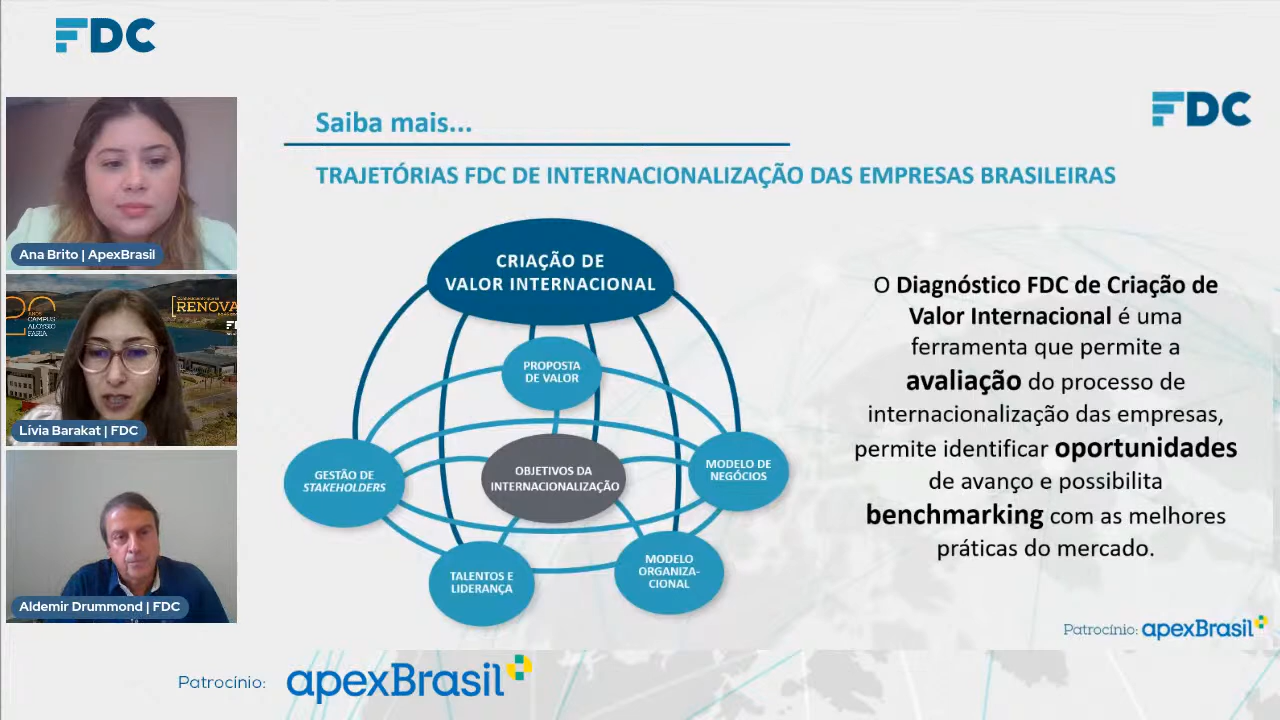 FDC
FDC
Saiba mais...
TRAJETÓRIAS FDC DE INTERNACIONALIZAÇÃO DAS EMPRESAS BRASILEIRAS
Ana Brito | ApexBrasil
ANOS
CAMPUS
ALOYSIO
FARIA
RENOVA
Lívia Barakat | FDC
Aldemir Drummond | FDC
CRIAÇÃO DE
VALOR INTERNACIONAL
PROPOSTA
DE VALOR
GESTÃO DE
STAKEHOLDERS
OBJETIVOS DA
INTERNACIONALIZAÇÃO
MODELO DE
NEGÓCIOS
TALENTOS E
LIDERANÇA
MODELO
ORGANIZA-
CIONAL
O Diagnóstico FDC de Criação de
Valor Internacional é uma
ferramenta que permite a
avaliação do processo de
internacionalização das empresas,
permite identificar oportunidades
de avanço e possibilita
benchmarking com as melhores
práticas do mercado.
Patrocínio: apexBrasil
Patrocínio: apexBrasil